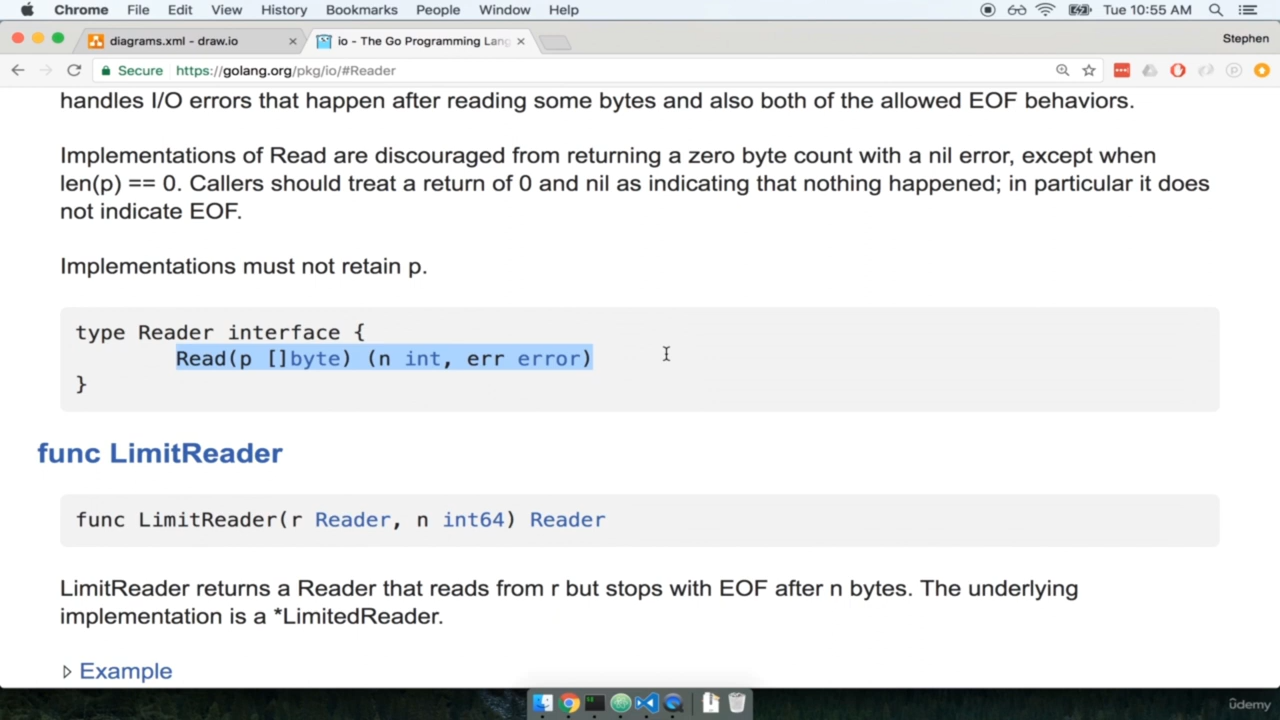 Chrome File Edit View History Bookmarks People Window Help Tue 10:55 AM
diagrams.xml - draw.io × io - The Go Programming Lang × Stephen
Secure https://golang.org/pkg/io/#Reader
handles I/O errors that happen after reading some bytes and also both of the allowed EOF behaviors.
Implementations of Read are discouraged from returning a zero byte count with a nil error, except when
len(p) == 0. Callers should treat a return of 0 and nil as indicating that nothing happened; in particular it does
not indicate EOF.
Implementations must not retain p.
type Reader interface {
Read(p []byte) (n int, err error)
}
func LimitReader
func LimitReader(r Reader, n int64) Reader
LimitReader returns a Reader that reads from r but stops with EOF after n bytes. The underlying
implementation is a *LimitedReader.
Example
ûdemy